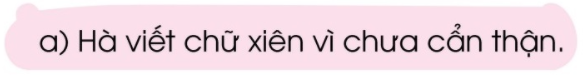 a) Hà viết chữ xiên vì chưa cẩn thận.